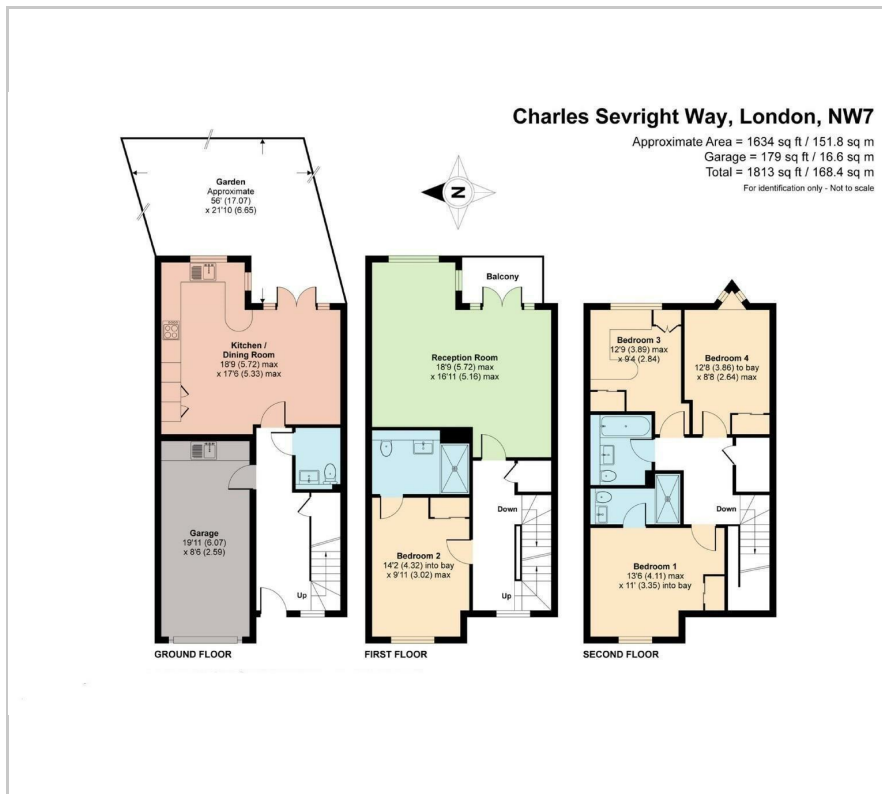 Charles Sevright Way, London, NW7
Approximate Area = 1634 sq ft / 151.8 sq m
Garage = 179 sq ft / 16.6 sq m
Total = 1813 sq ft / 168.4 sq m
For identification only - Not to scale
N
Garden
Approximate
56' (17.07)
x 21'10 (6.65)
Kitchen /
Dining Room
18'9 (5.72) max
x 17'6 (5.33) max
Garage
19'11 (6.07)
x 8'6 (2.59)
Up
GROUND FLOOR
Balcony
Reception Room
18'9 (5.72) max
x 16'11 (5.16) max
Down
Bedroom 2
14'2 (4.32) into bay
x 9'11 (3.02) max
Up
FIRST FLOOR
Bedroom 3
12'9 (3.89) max
x 9'4 (2.84)
Bedroom 4
12'8 (3.86) to bay
x 8'8 (2.64) max
Down
Bedroom 1
13'6 (4.11) max
x 11' (3.35) into bay
SECOND FLOOR